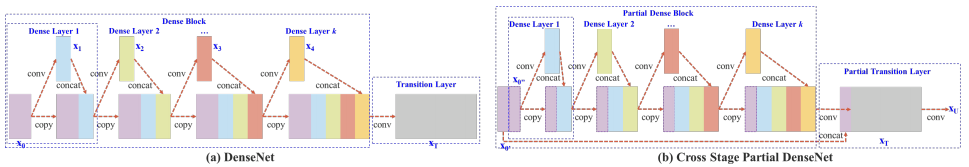 Dense Block
Dense Layer 1
Dense Layer 2
...
Dense Layer k
x₁
x₂
x₃
x₄
conv
conv
conv
conv
concat
concat
concat
concat
Transition Layer
copy
copy
copy
copy
conv
x₀
x_T
(a) DenseNet
Partial Dense Block
Dense Layer 1
Dense Layer 2
...
Dense Layer k
x₀''
conv
conv
conv
conv
concat
concat
concat
concat
Partial Transition Layer
copy
copy
copy
copy
conv
concat
conv
x_U
x₀'
x_T
(b) Cross Stage Partial DenseNet